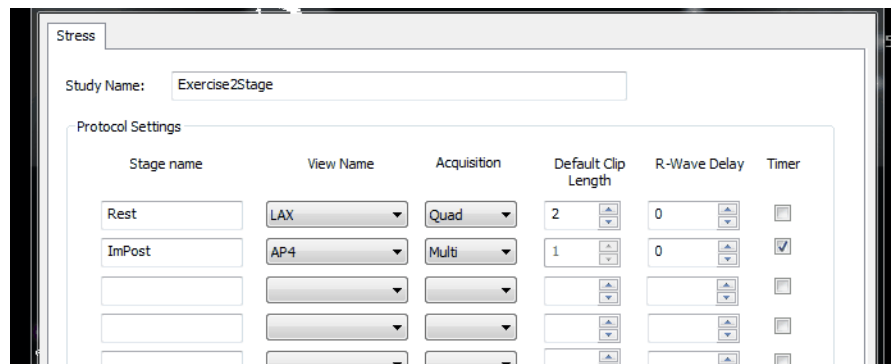 Stress
Study Name: Exercise2Stage
Protocol Settings
Stage name View Name Acquisition Default Clip Length R-Wave Delay Timer
Rest LAX Quad 2 0
ImPost AP4 Multi 1 0